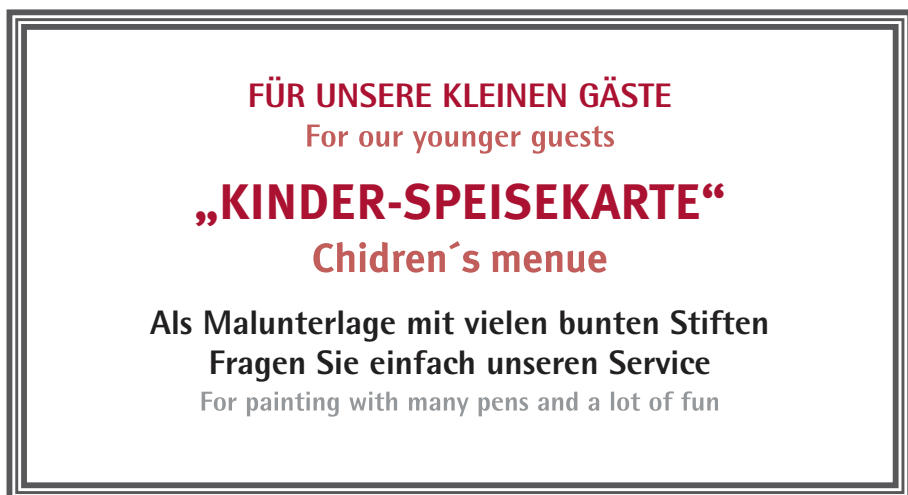 FÜR UNSERE KLEINEN GÄSTE
For our younger guests
„KINDER-SPEISEKARTE“
Chidren´s menue
Als Malunterlage mit vielen bunten Stiften
Fragen Sie einfach unseren Service
For painting with many pens and a lot of fun